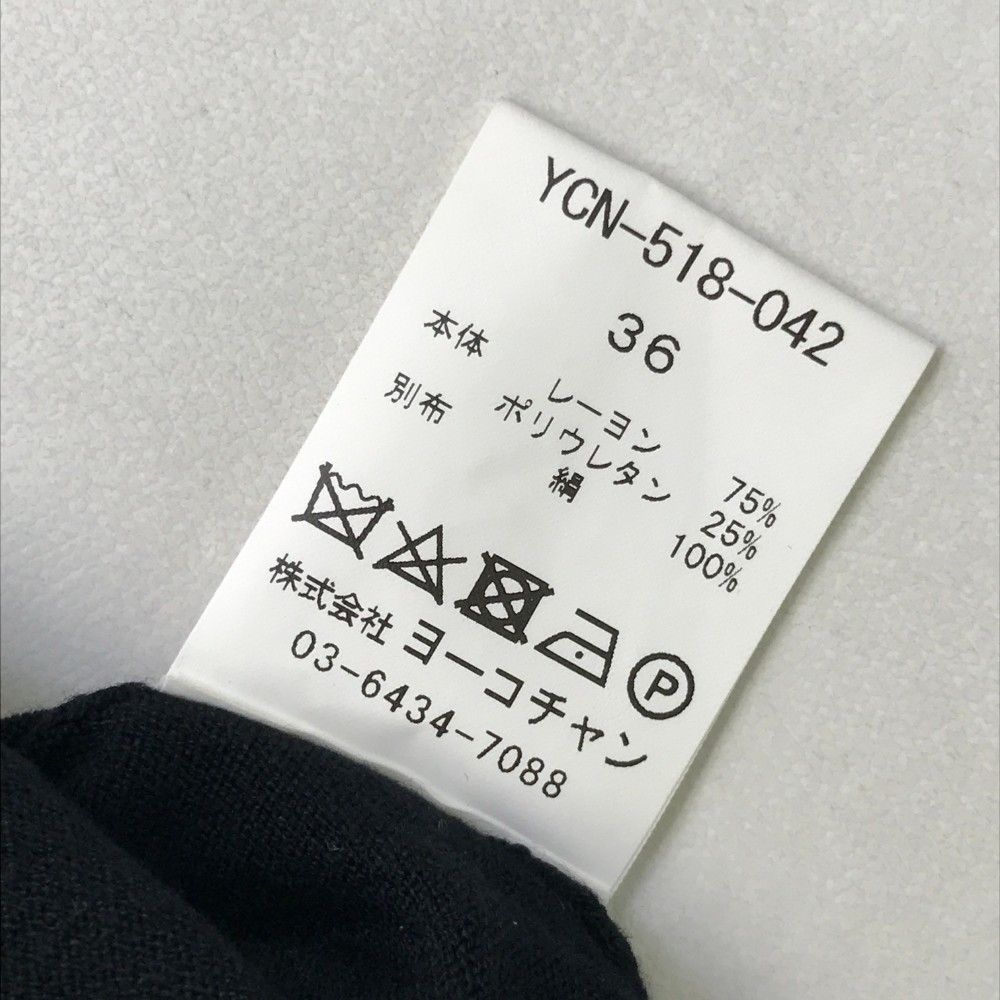 YCN-518-042
36
本体 レーヨン 75%
ポリウレタン 25%
別布 絹 100%
P
株式会社 ヨーコチャン
03-6434-7088